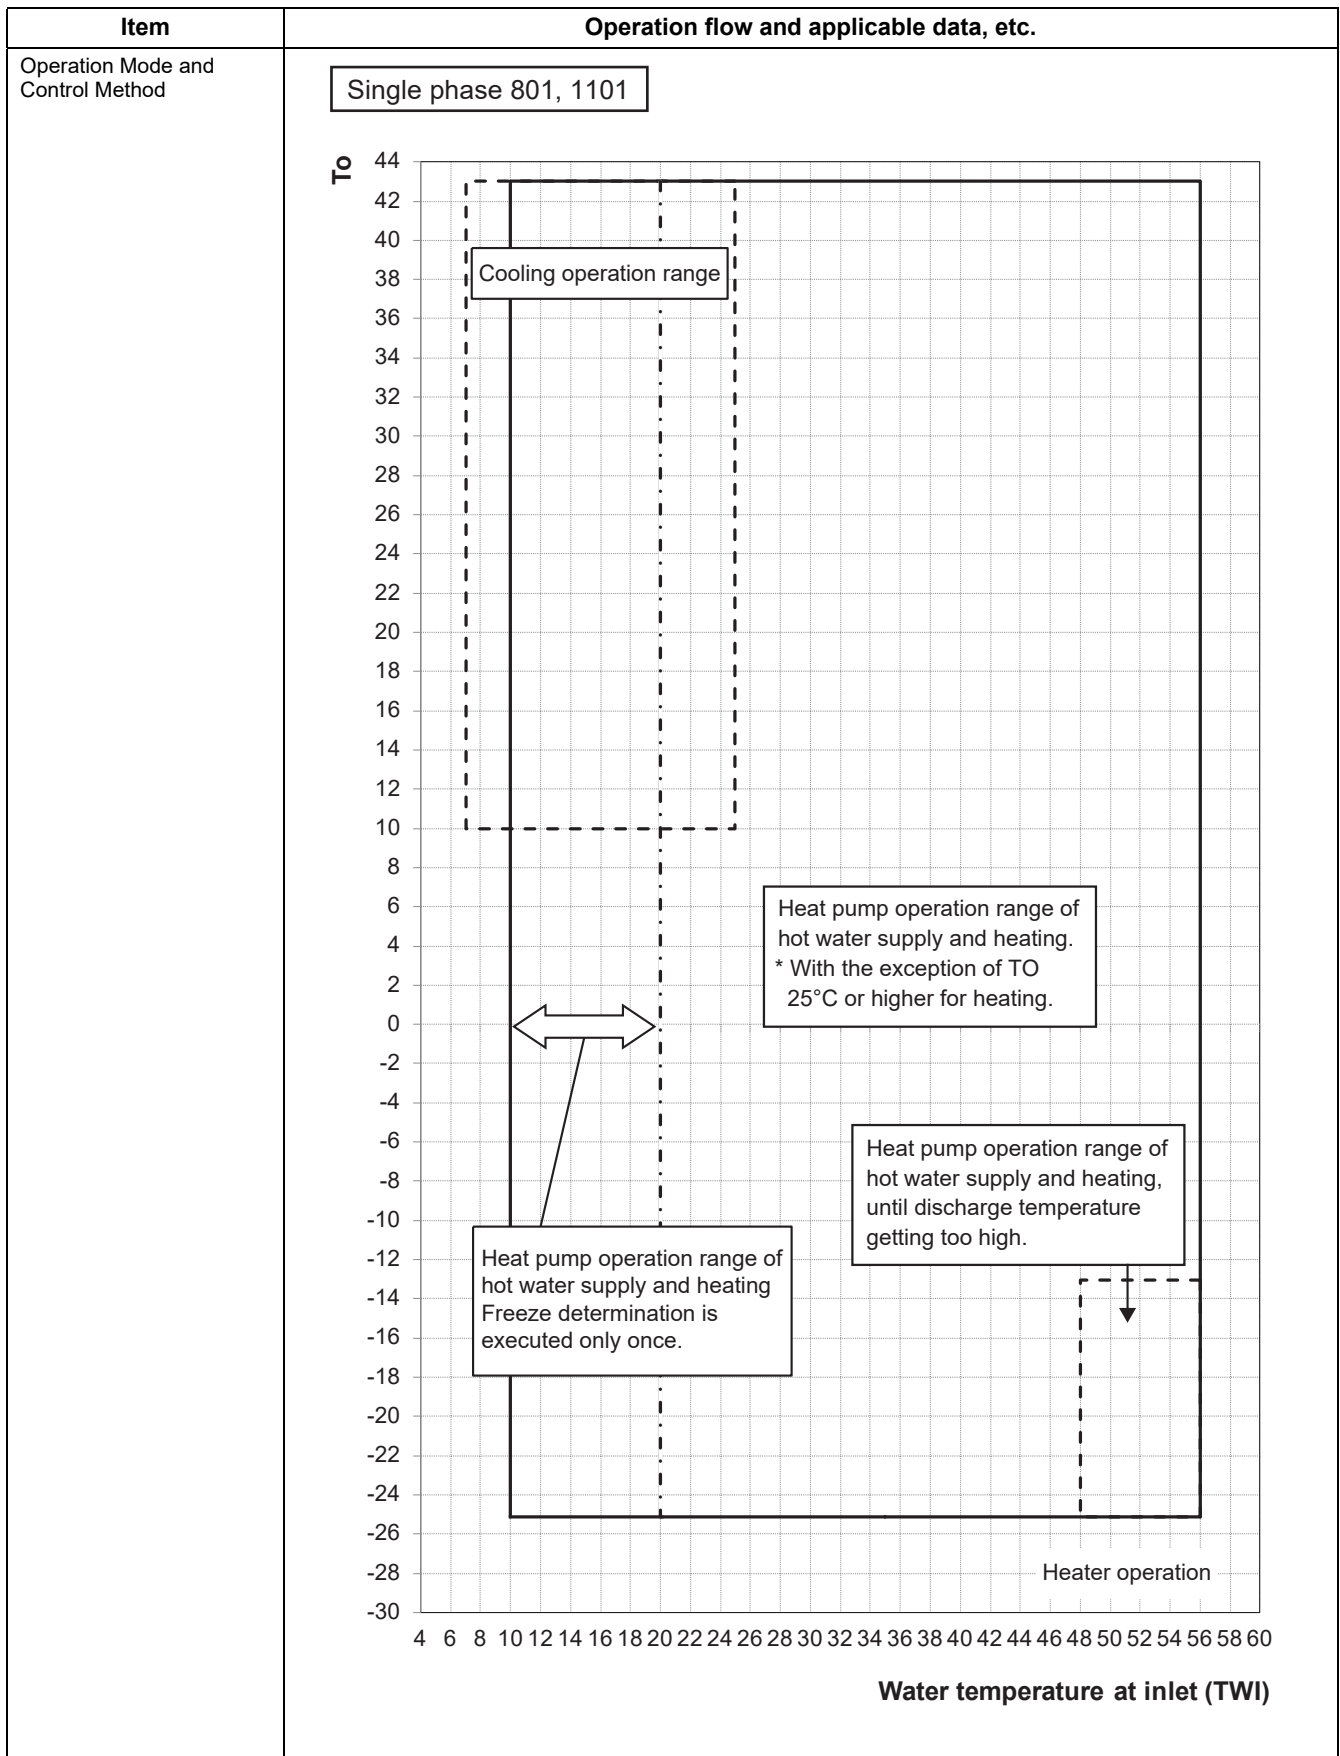 Item
Operation flow and applicable data, etc.
Operation Mode and
Control Method
Single phase 801, 1101
To
44
42
40
38
36
34
32
30
28
26
24
22
20
18
16
14
12
10
8
6
4
2
0
-2
-4
-6
-8
-10
-12
-14
-16
-18
-20
-22
-24
-26
-28
-30
Cooling operation range
Heat pump operation range of
hot water supply and heating.
* With the exception of TO
25°C or higher for heating.
Heat pump operation range of
hot water supply and heating,
until discharge temperature
getting too high.
Heat pump operation range of
hot water supply and heating
Freeze determination is
executed only once.
Heater operation
4 6 8 10 12 14 16 18 20 22 24 26 28 30 32 34 36 38 40 42 44 46 48 50 52 54 56 58 60
Water temperature at inlet (TWI)